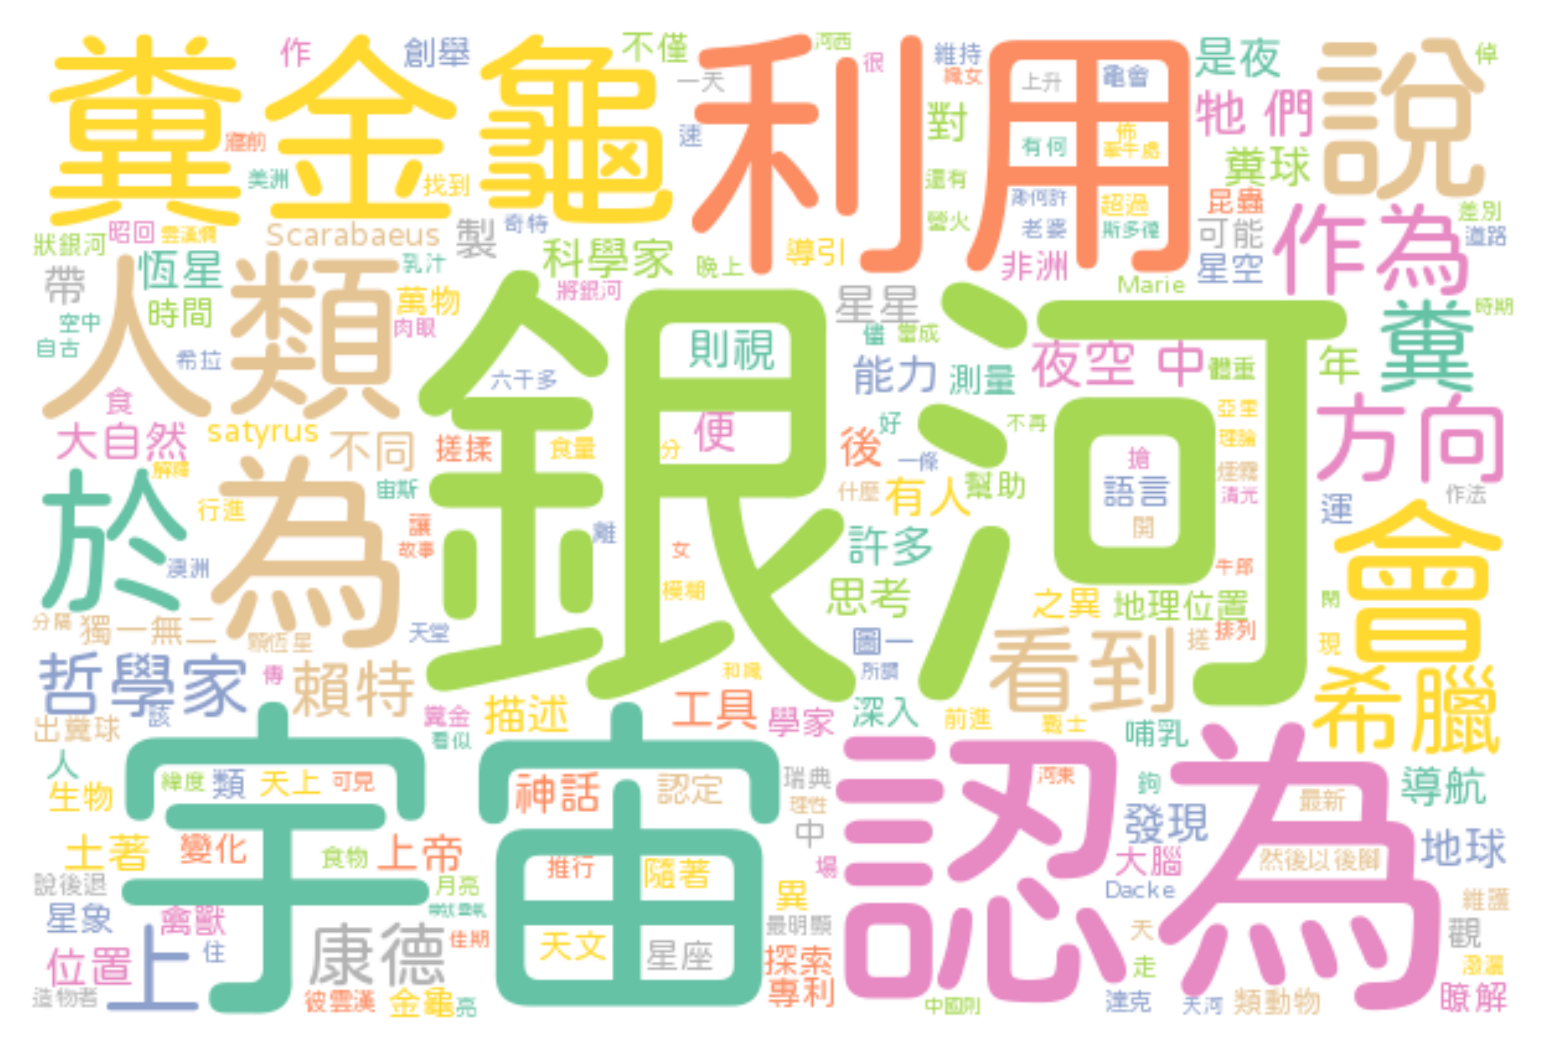 糞金龜 利用 說
作 創舉 不僅 河西 很 維持 織女 上升 龜會 是夜 倬
一天 速 對 有何 佈 牽牛處 牠 們
寢前 美洲 找到 還有 渺何許 超過 糞球 昆蟲
狀銀河 昭回 Scarabaeus 製 奇特 螢火 老婆 斯多德 可能 作為 差別 道路
帶 恆星 乳汁 科學家 晚上 導引 非洲 星空
人類 萬物 將銀河 星星 Marie 糞 時期
空中 時間 肉眼 銀河 則視 儘 當成
自古 希拉 六千多 能力 測量 夜空 中 體重 年
食 便 好 不再 亞里 方向
大自然 satyrus 不同 搓揉 食量 分 後 一條 搶 理論
解釋 宙斯 什麼 有人 幫助 語言 煙霧 清光 作法
於 為 行進 讓 故事 離 女 許多 開 運 會
澳洲 模糊 思考 之異 地理位置 牛郎 閑
分隔 獨一無二 賴恆星 天堂 圖一 看到 搓 排列 現
哲學家 傳 賴特 和織 所謂 希臘
出糞球 該 糞金 看似 描述 工具 學家 深入 前進 戰士 哺乳
人 宇宙 認為
生物 緯度 類 天上 可見 神話 認定 瑞典 理性 河東 鉤 最新 導航
土著 變化 食物 上帝 推行 隨著 中 場 發現 大腦 然後以後腳 地球
說後退 月亮 異 Dacke 維護
星象 禽獸 康德 佳期 最明顯 天 觀
位置 上 住 天文 星座 探索 走 潑灑
造物者 彼雲漢 金龜 亮 專利 中國則 達克 天河 類動物 瞭解